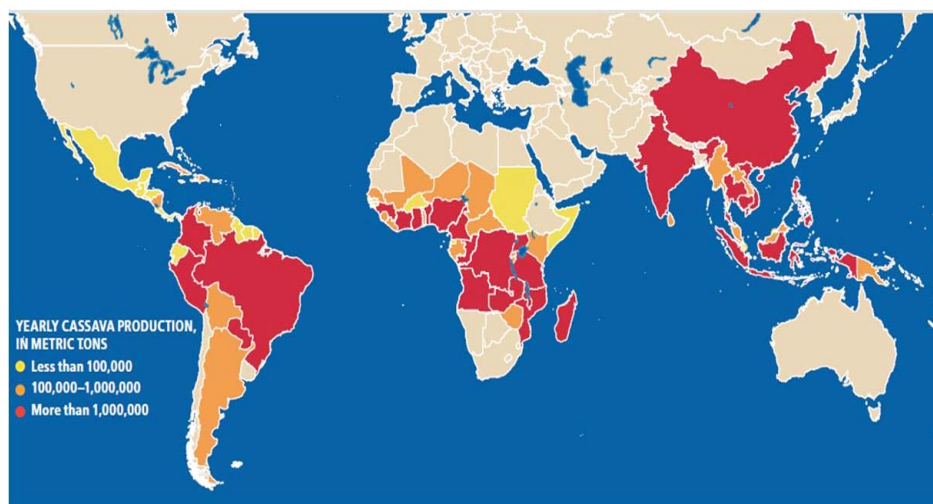 YEARLY CASSAVA PRODUCTION,
IN METRIC TONS
Less than 100,000
100,000–1,000,000
More than 1,000,000